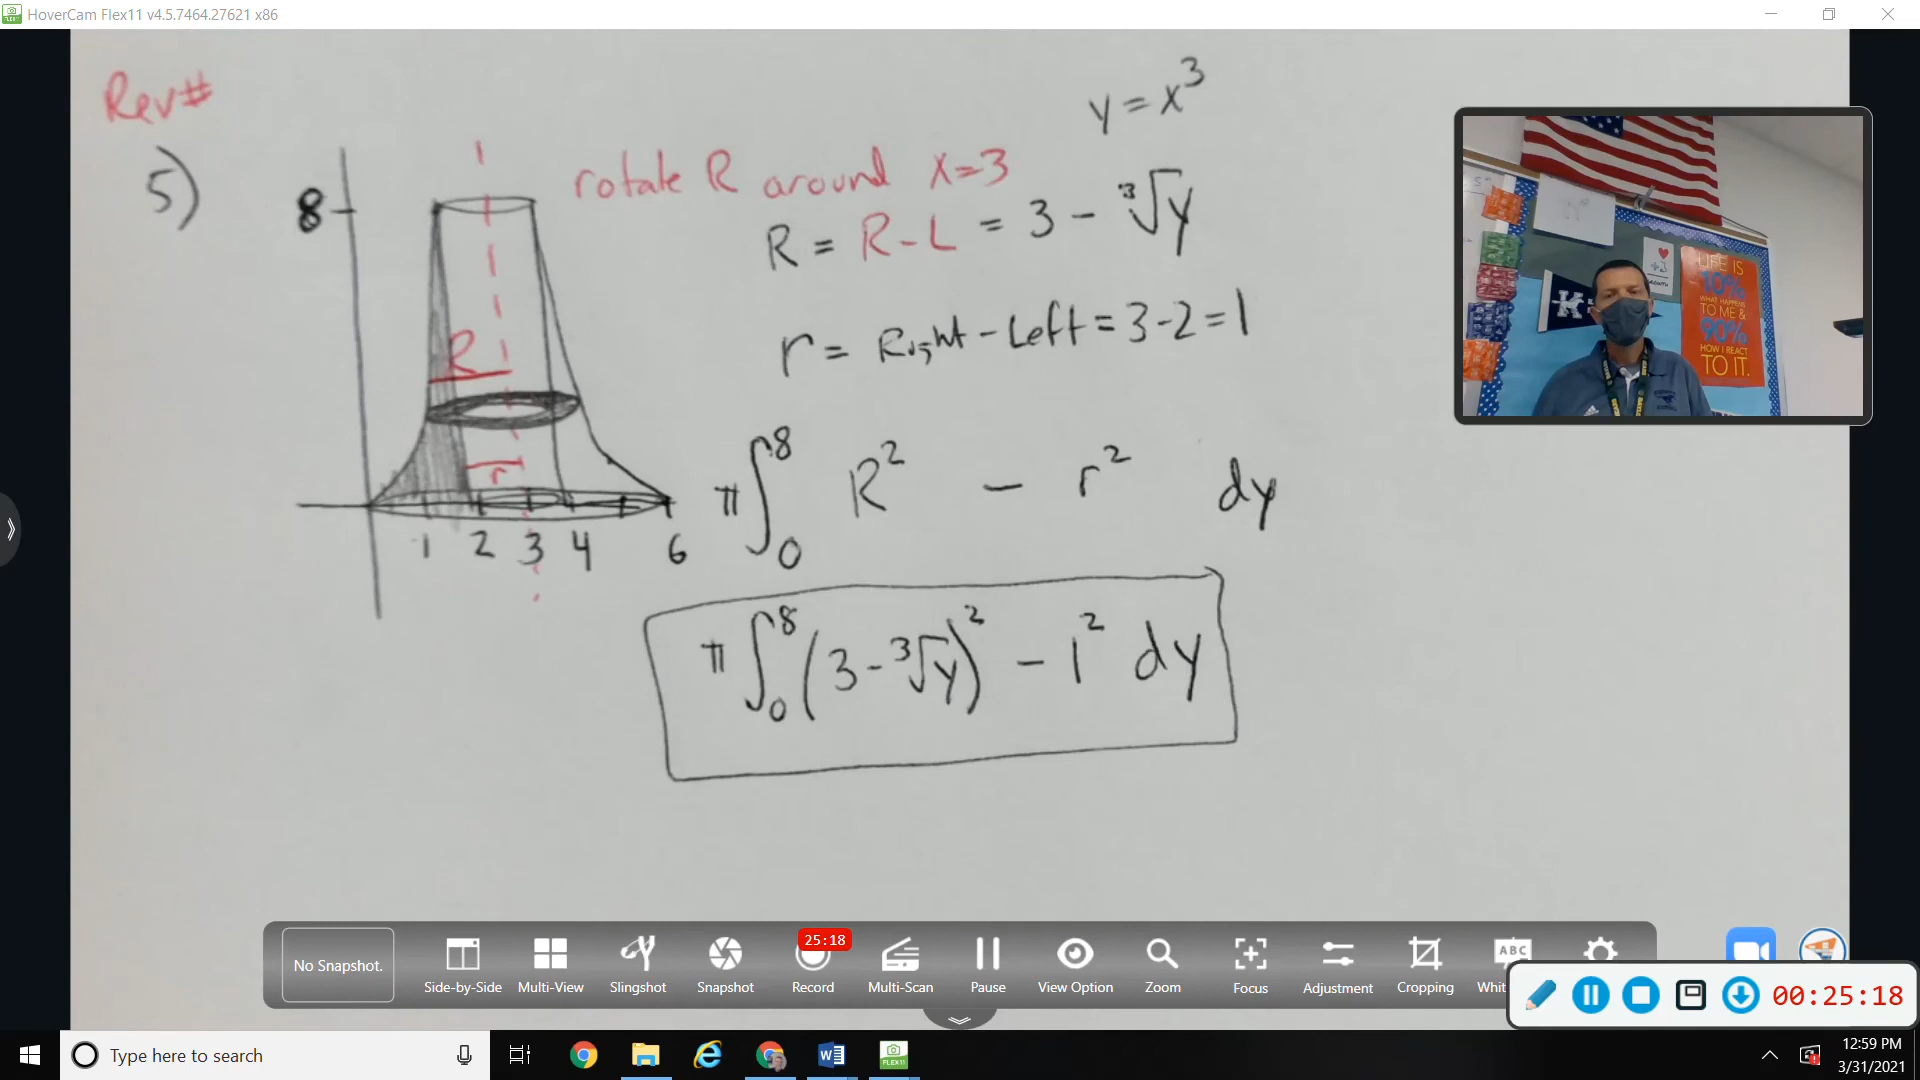 HoverCam Flex11 v4.5.7464.27621 x86
Rev#
5)
8
rotate R around x=3
y = x³
R = R - L = 3 - ³√y
r = Right - Left = 3-2 = 1
R
r
1 2 3 4 6
π ∫₀⁸ R² - r² dy
π ∫₀⁸ (3 - ³√y)² - 1² dy
LIFE IS
10%
WHAT HAPPENS
TO ME &
90%
HOW I REACT
TO IT.
K
No Snapshot.
Side-by-Side
Multi-View
Slingshot
Snapshot
25:18
Record
Multi-Scan
Pause
View Option
Zoom
Focus
Adjustment
Cropping
ABC
Whit
00:25:18
Type here to search
FLEX11
12:59 PM
3/31/2021